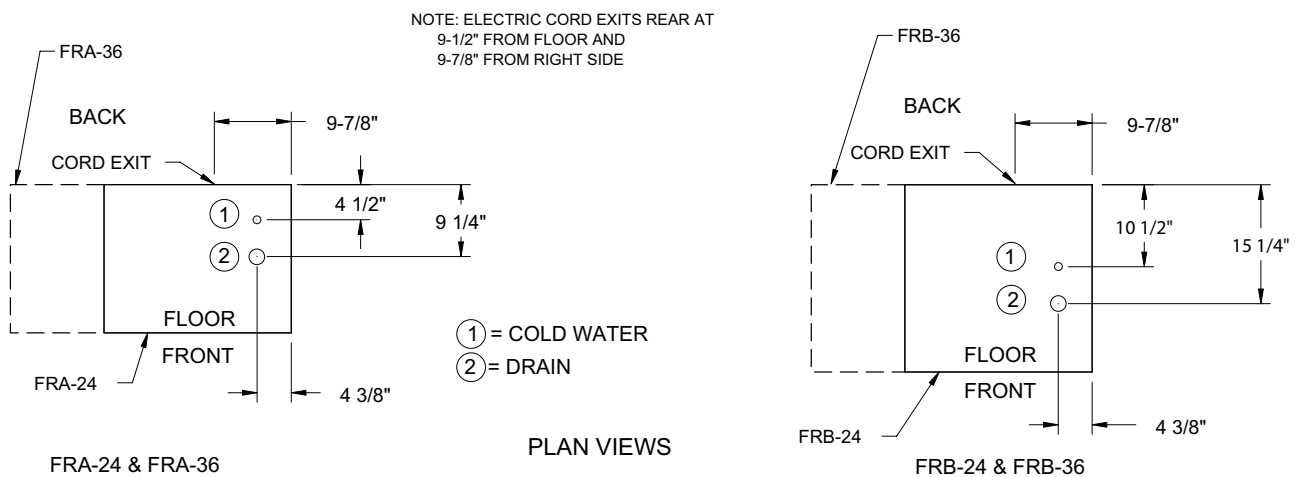 NOTE: ELECTRIC CORD EXITS REAR AT
9-1/2" FROM FLOOR AND
9-7/8" FROM RIGHT SIDE
FRA-36
BACK
9-7/8"
CORD EXIT
1
4 1/2"
9 1/4"
2
FLOOR
FRONT
FRA-24
4 3/8"
FRA-24 & FRA-36
1 = COLD WATER
2 = DRAIN
PLAN VIEWS
FRB-36
BACK
9-7/8"
CORD EXIT
10 1/2"
15 1/4"
1
2
FLOOR
FRONT
FRB-24
4 3/8"
FRB-24 & FRB-36